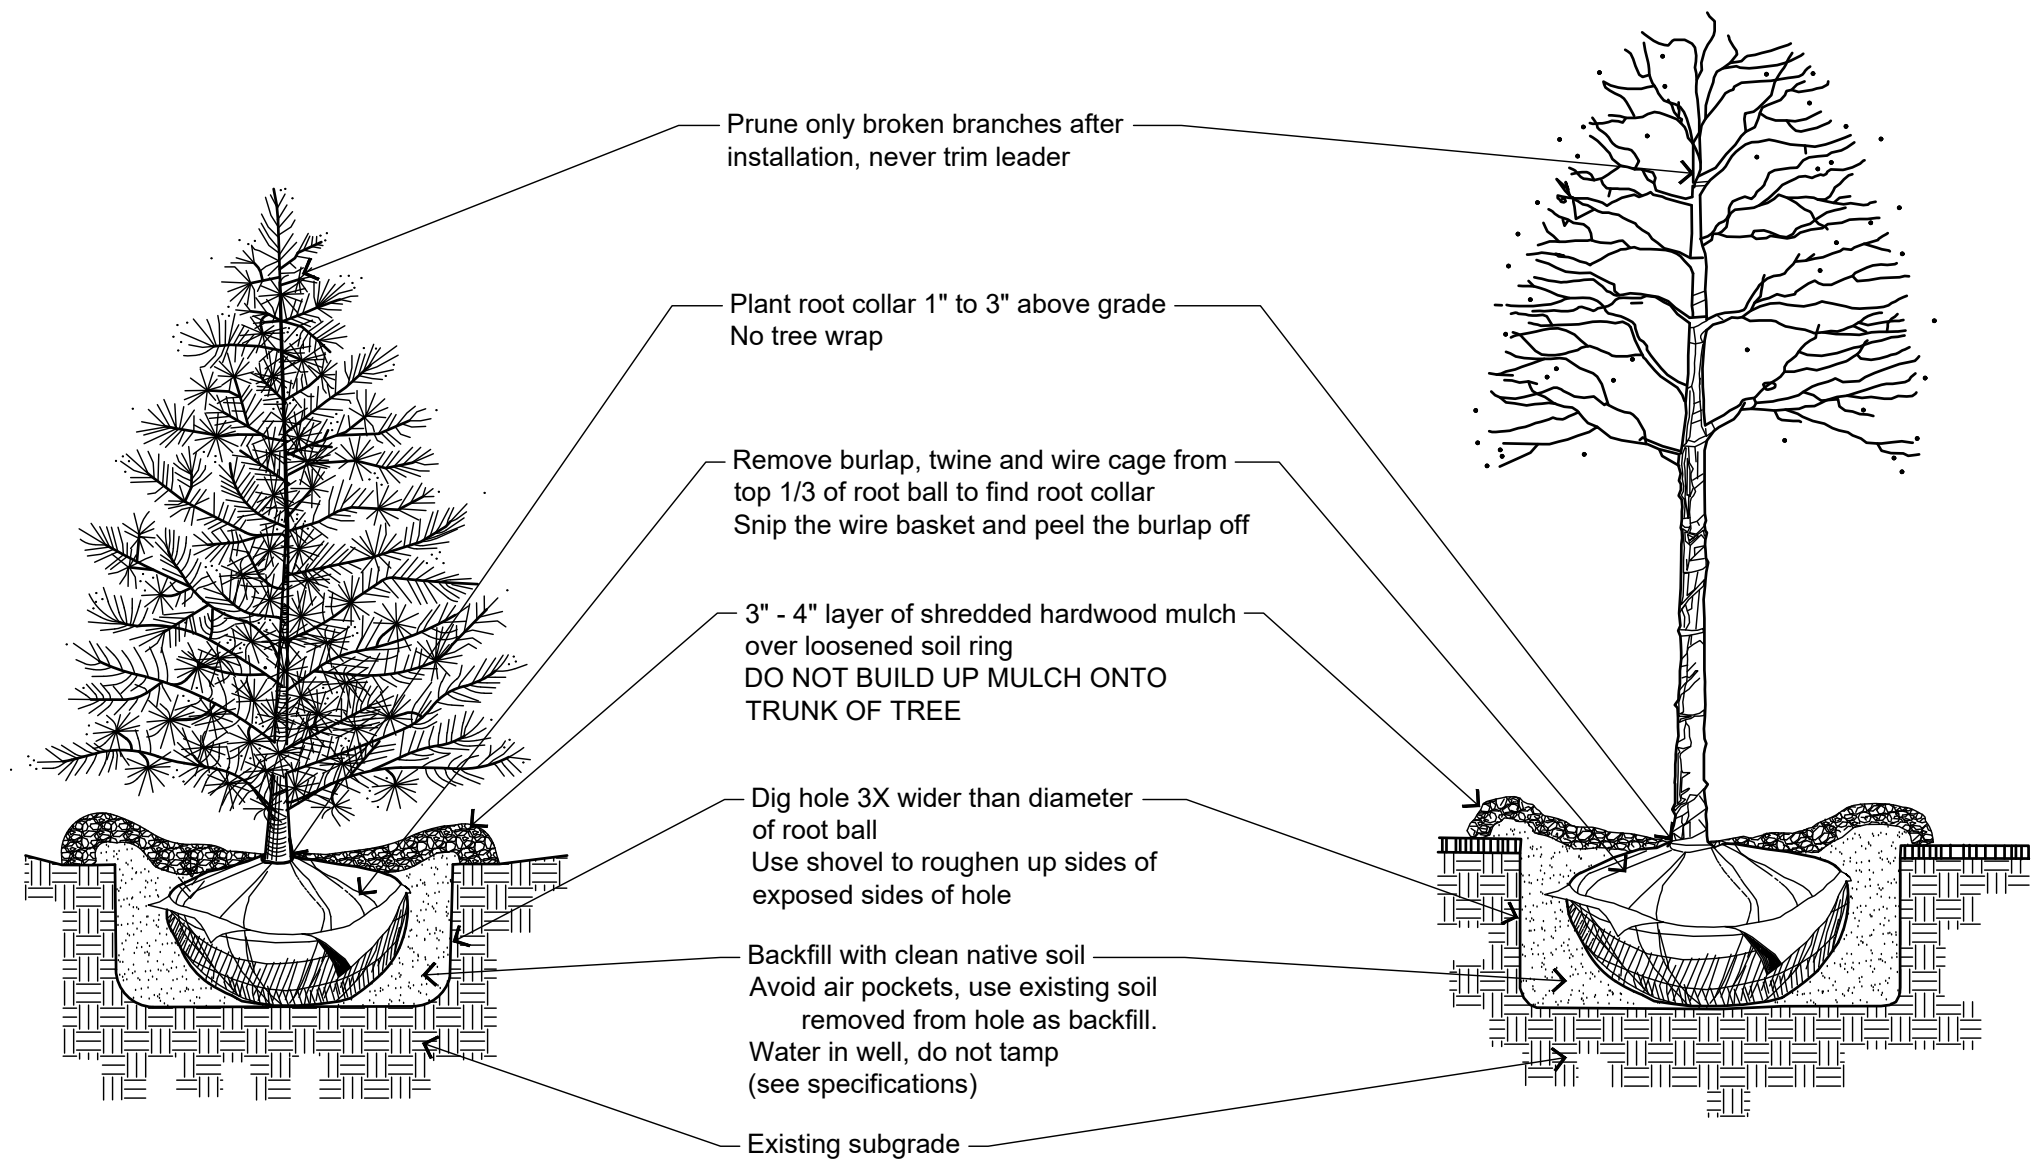 Prune only broken branches after
installation, never trim leader
Plant root collar 1" to 3" above grade
No tree wrap
Remove burlap, twine and wire cage from
top 1/3 of root ball to find root collar
Snip the wire basket and peel the burlap off
3" - 4" layer of shredded hardwood mulch
over loosened soil ring
DO NOT BUILD UP MULCH ONTO
TRUNK OF TREE
Dig hole 3X wider than diameter
of root ball
Use shovel to roughen up sides of
exposed sides of hole
Backfill with clean native soil
Avoid air pockets, use existing soil
removed from hole as backfill.
Water in well, do not tamp
(see specifications)
Existing subgrade